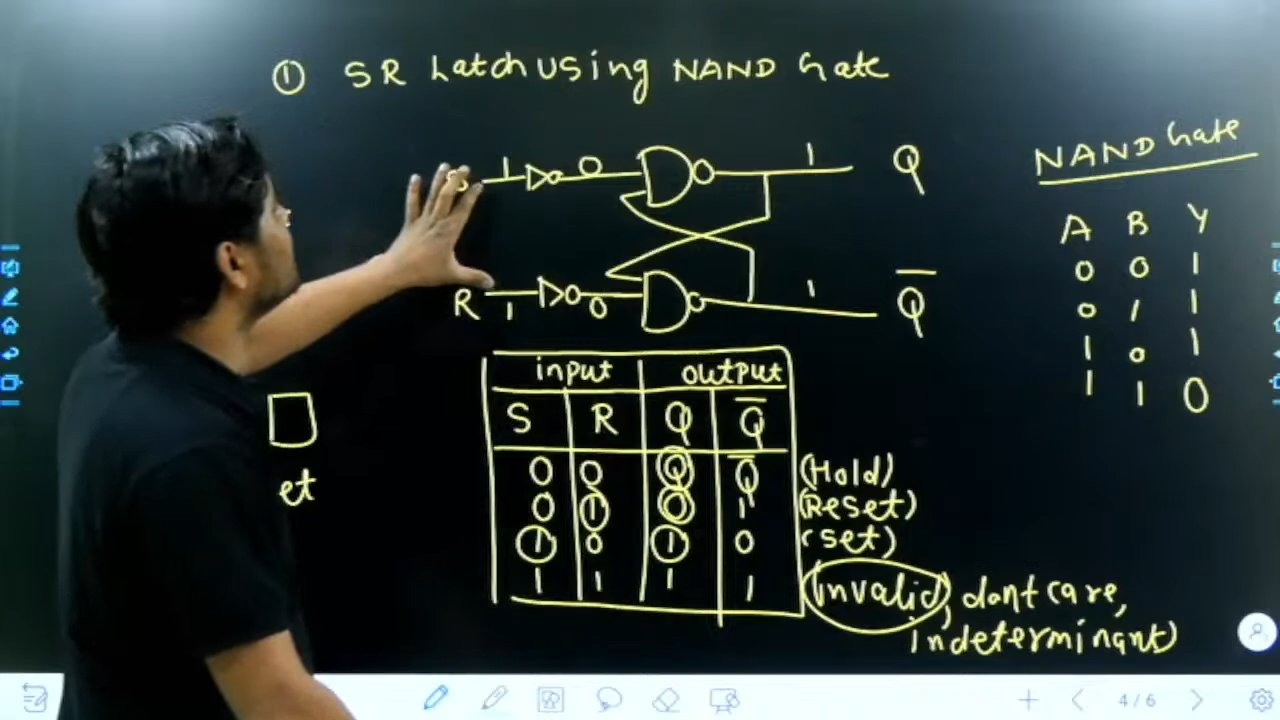 ① SR Latch using NAND Gate
1 0 1 Q
R 1 0 1 Q̅
NAND Gate
A B Y
0 0 1
0 1 1
1 0 1
1 1 0
et
input output
S R Q Q̅
0 0 Q Q̅ (Hold)
0 1 0 1 (Reset)
1 0 1 0 (set)
1 1 1 1 (invalid, dont care,
indeterminant)
4/6